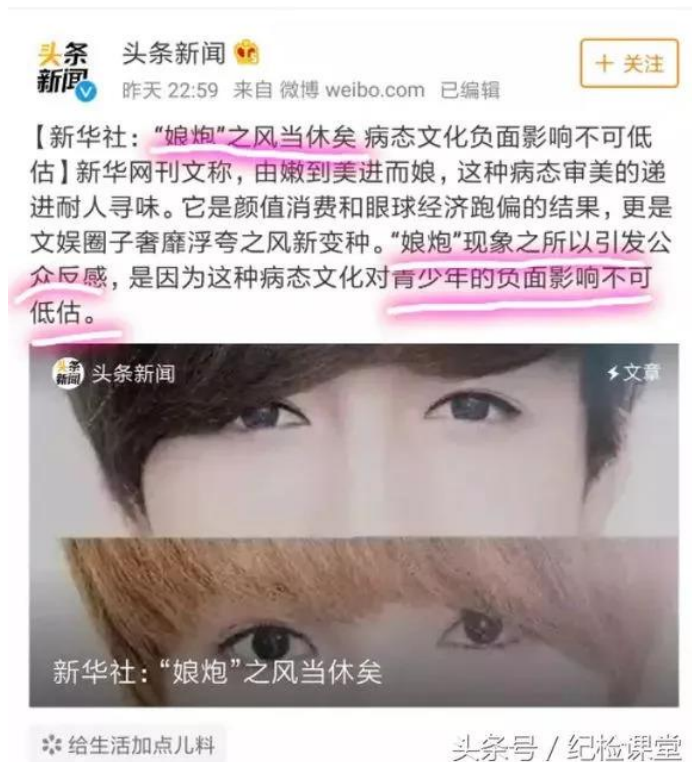 头条新闻
头条
新闻
+ 关注
昨天 22:59 来自 微博 weibo.com 已编辑
【新华社：“娘炮”之风当休矣 病态文化负面影响不可低
估】新华网刊文称，由嫩到美进而娘，这种病态审美的递
进耐人寻味。它是颜值消费和眼球经济跑偏的结果，更是
文娱圈子奢靡浮夸之风新变种。“娘炮”现象之所以引发公
众反感，是因为这种病态文化对青少年的负面影响不可
低估。
头条
新闻
头条新闻
文章
新华社：“娘炮”之风当休矣
给生活加点儿料
头条号 / 纪检课堂